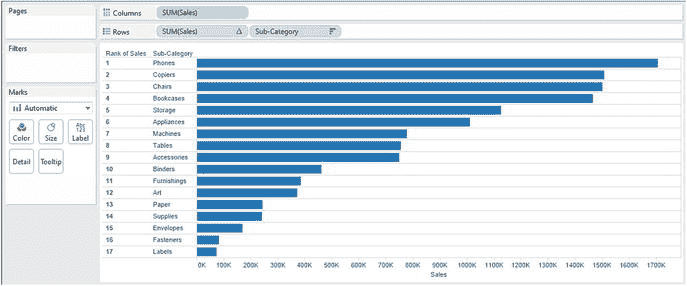 Pages
Columns SUM(Sales)
Rows SUM(Sales) Δ Sub-Category
Filters
Marks
Automatic
Color Size Label
Abc
123
Detail Tooltip
Rank of Sales Sub-Category
1 Phones
2 Copiers
3 Chairs
4 Bookcases
5 Storage
6 Appliances
7 Machines
8 Tables
9 Accessories
10 Binders
11 Furnishings
12 Art
13 Paper
14 Supplies
15 Envelopes
16 Fasteners
17 Labels
0K 100K 200K 300K 400K 500K 600K 700K 800K 900K 1000K 1100K 1200K 1300K 1400K 1500K 1600K 1700K
Sales